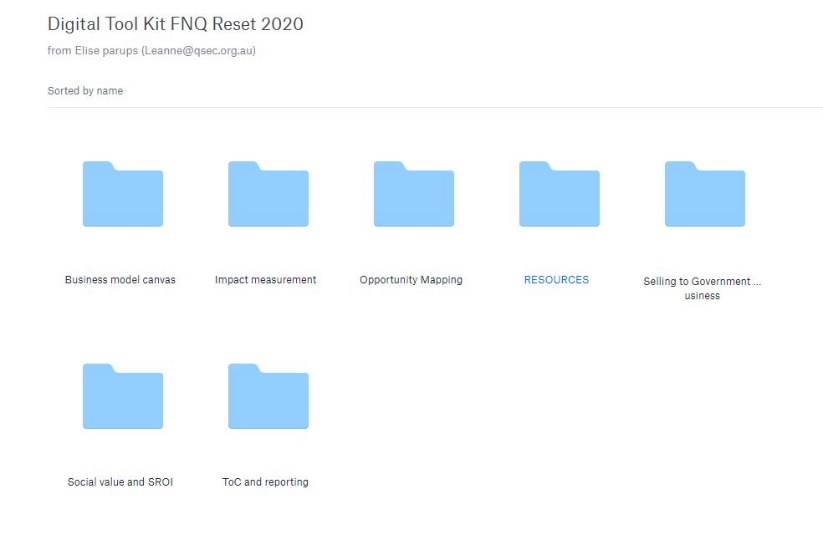 Digital Tool Kit FNQ Reset 2020
from Elise parups (Leanne@qsec.org.au)
Sorted by name
Business model canvas
Impact measurement
Opportunity Mapping
RESOURCES
Selling to Government ...
usiness
Social value and SROI
ToC and reporting